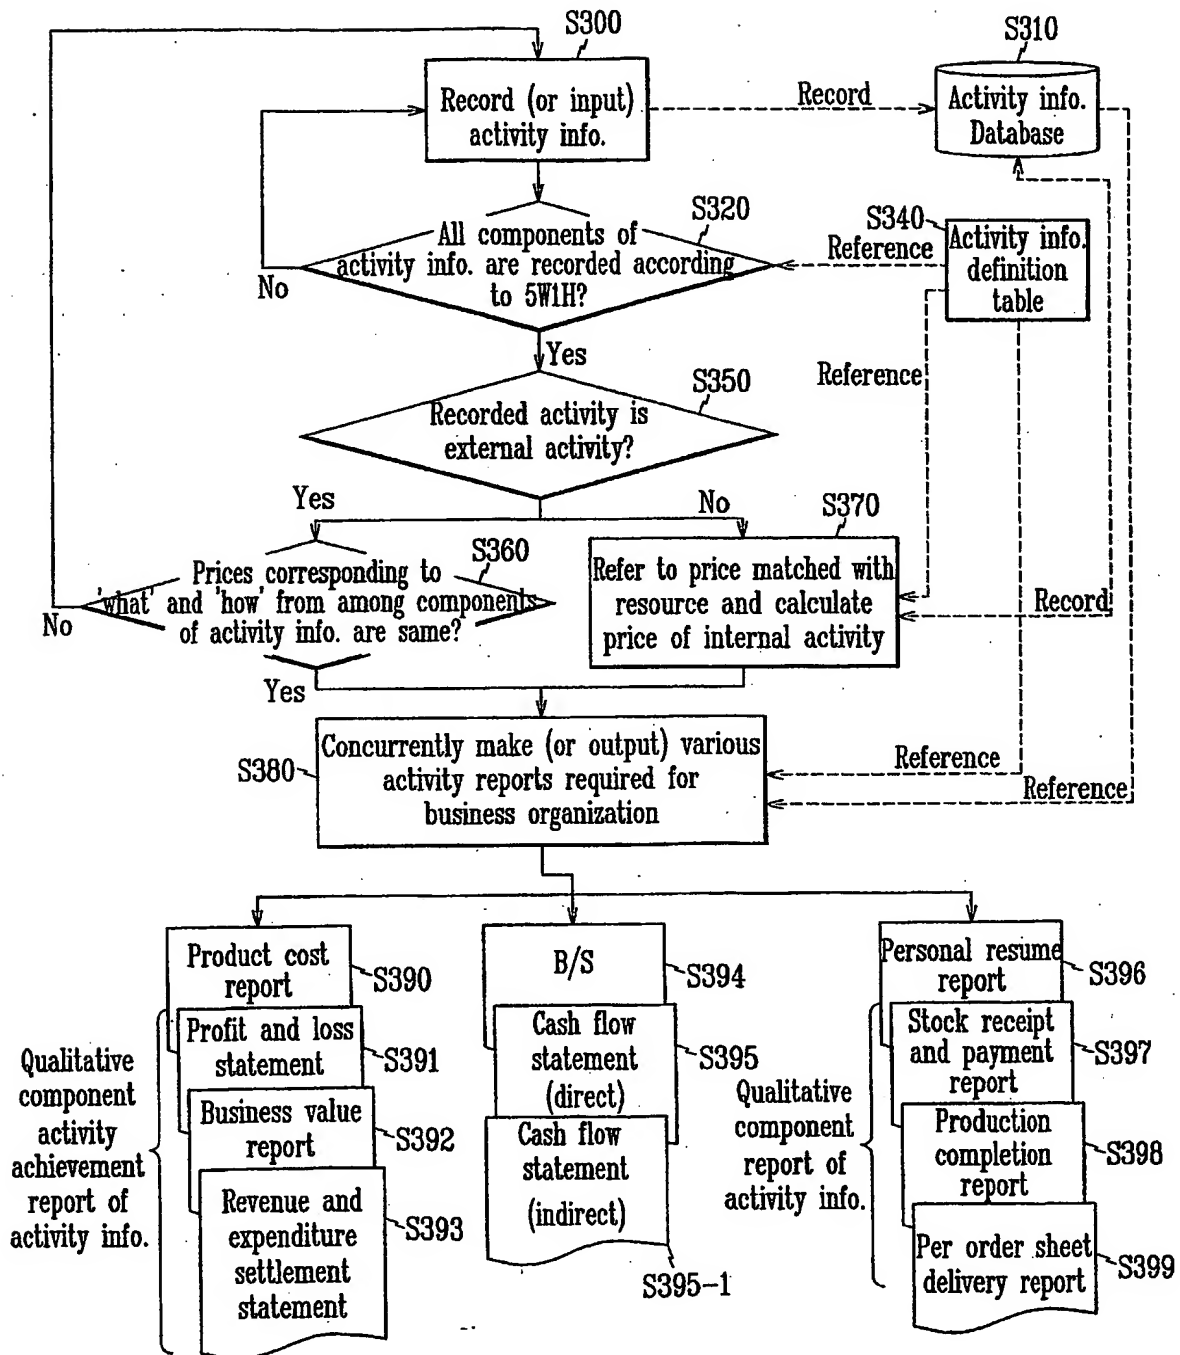 S300
S310
Record (or input)
activity info.
Record
Activity info.
Database
S320
All components of
activity info. are recorded according
to 5W1H?
No
Reference
S340
Activity info.
definition
table
Yes
Reference
S350
Recorded activity is
external activity?
Yes
No
S360
S370
Prices corresponding to
'what' and 'how' from among components
of activity info. are same?
No
Refer to price matched with
resource and calculate
price of internal activity
Record
Yes
S380
Concurrently make (or output) various
activity reports required for
business organization
Reference
Reference
Product cost
report
S390
Profit and loss
statement
S391
Business value
report
S392
Revenue and
expenditure
settlement
statement
S393
Qualitative
component
activity
achievement
report of
activity info.
B/S
S394
Cash flow
statement
(direct)
S395
Cash flow
statement
(indirect)
S395-1
Personal resume
report
S396
Stock receipt
and payment
report
S397
Production
completion
report
S398
Per order sheet
delivery report
S399
Qualitative
component
report of
activity info.